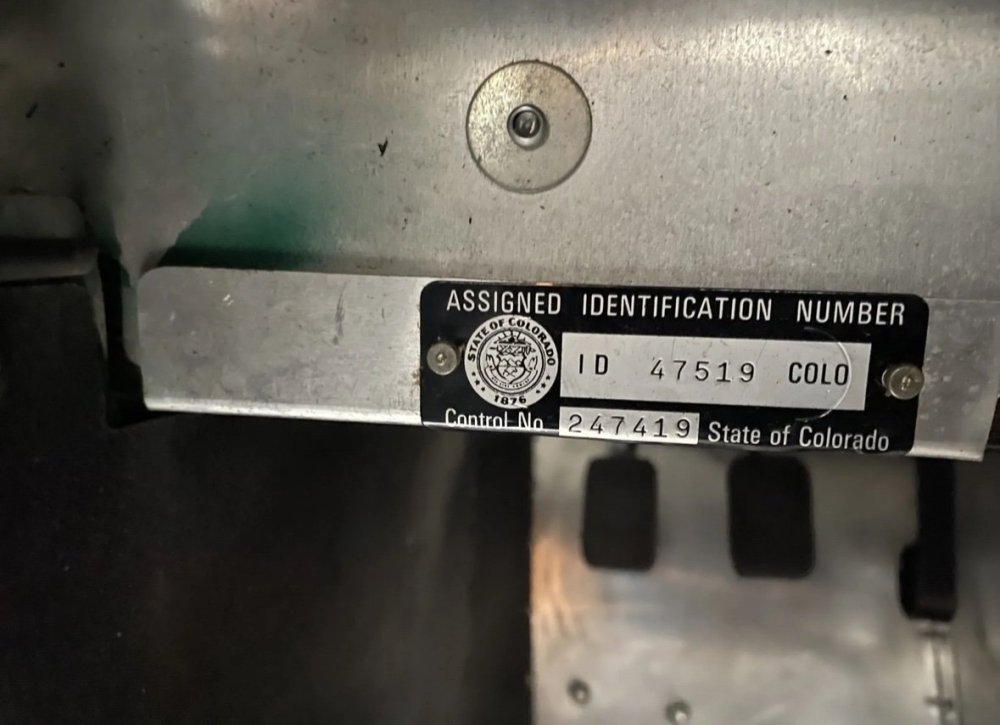 ASSIGNED IDENTIFICATION NUMBER
STATE OF COLORADO
1876
ID 47519 COLO
Control No. 247419 State of Colorado